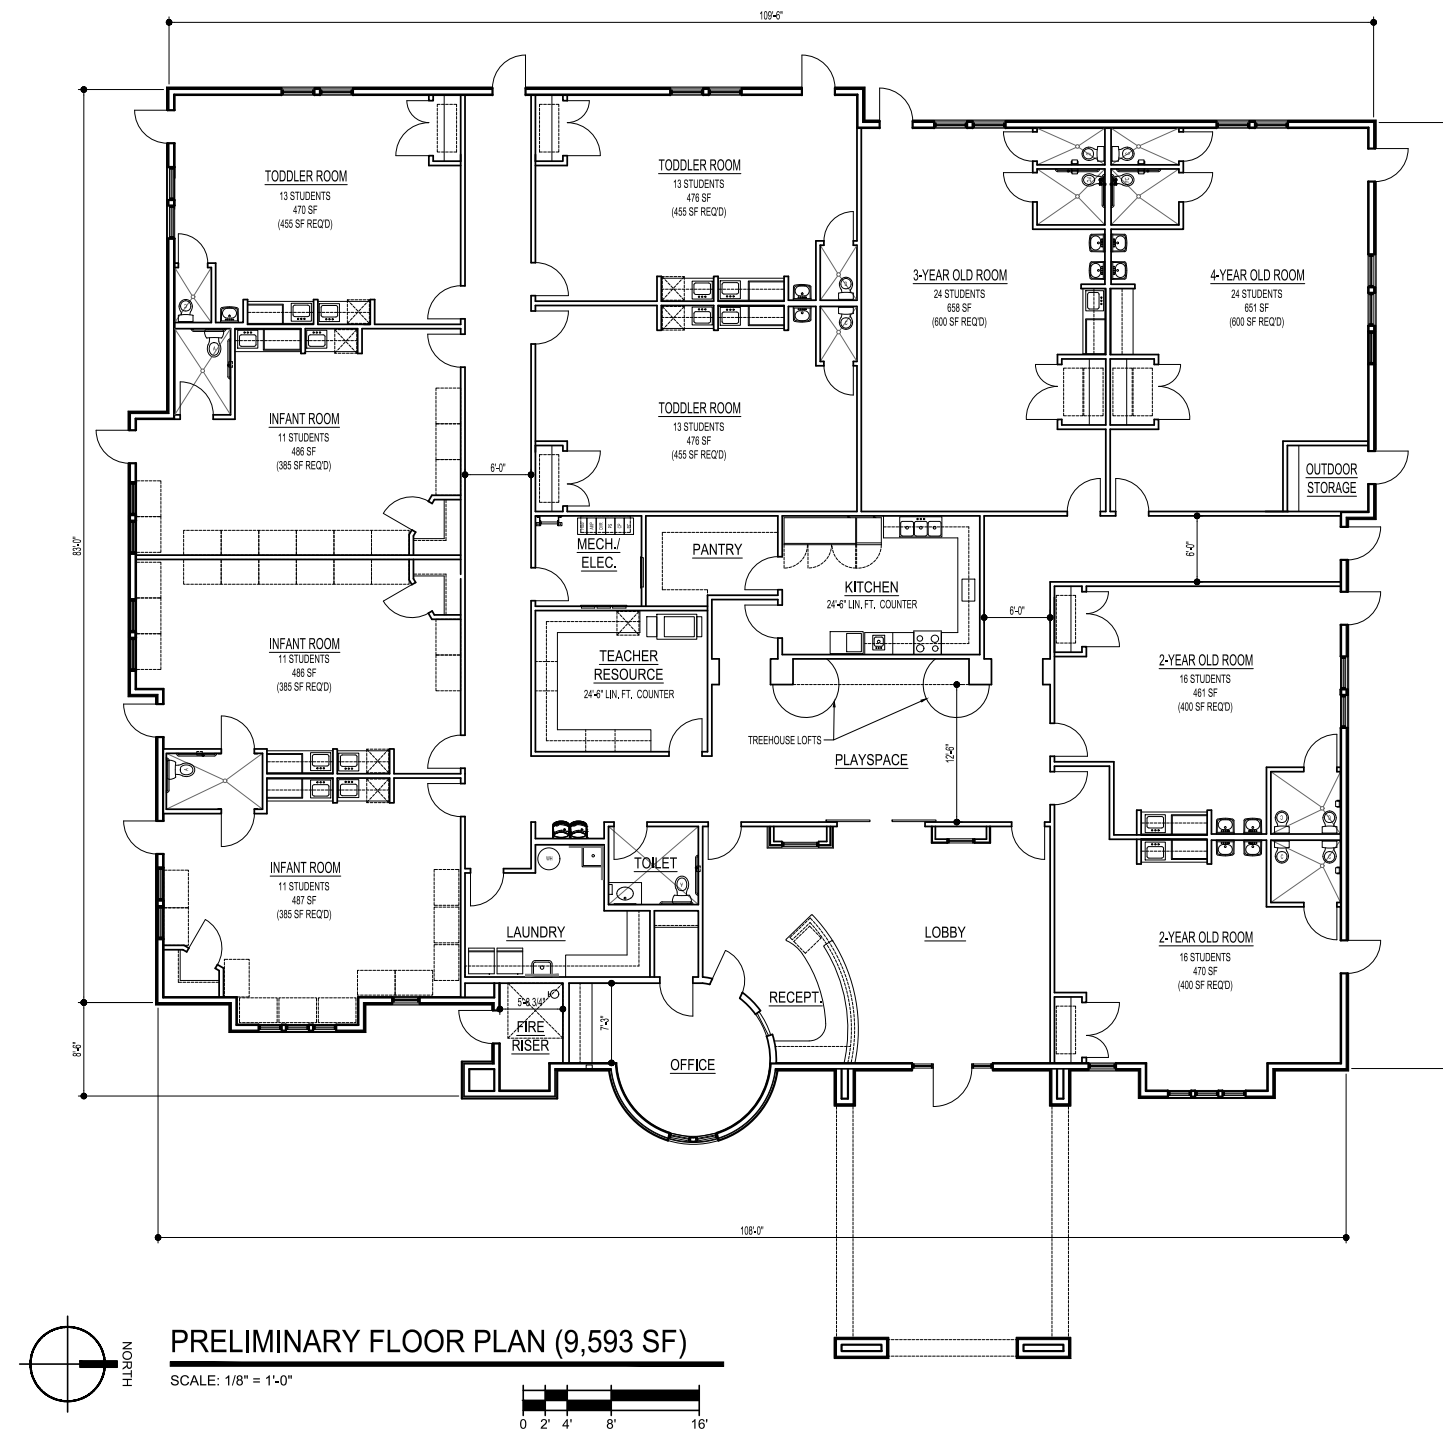 109'-6"
TODDLER ROOM
13 STUDENTS
470 SF
(455 SF REQ'D)
TODDLER ROOM
13 STUDENTS
476 SF
(455 SF REQ'D)
3-YEAR OLD ROOM
24 STUDENTS
658 SF
(600 SF REQ'D)
4-YEAR OLD ROOM
24 STUDENTS
651 SF
(600 SF REQ'D)
INFANT ROOM
11 STUDENTS
486 SF
(385 SF REQ'D)
TODDLER ROOM
13 STUDENTS
476 SF
(455 SF REQ'D)
6'-0"
OUTDOOR
STORAGE
83'-0"
MECH./
ELEC.
PANTRY
KITCHEN
24'-6" LIN. FT. COUNTER
6'-0"
6'-0"
INFANT ROOM
11 STUDENTS
486 SF
(385 SF REQ'D)
TEACHER
RESOURCE
24'-6" LIN. FT. COUNTER
2-YEAR OLD ROOM
16 STUDENTS
461 SF
(400 SF REQ'D)
TREEHOUSE LOFTS
PLAYSPACE
12'-6"
INFANT ROOM
11 STUDENTS
487 SF
(385 SF REQ'D)
WH
TOILET
LAUNDRY
LOBBY
2-YEAR OLD ROOM
16 STUDENTS
470 SF
(400 SF REQ'D)
RECEPT.
5'-8 3/4"
FIRE
RISER
7'-3"
OFFICE
8'-6"
108'-0"
NORTH
PRELIMINARY FLOOR PLAN (9,593 SF)
SCALE: 1/8" = 1'-0"
0 2' 4' 8' 16'